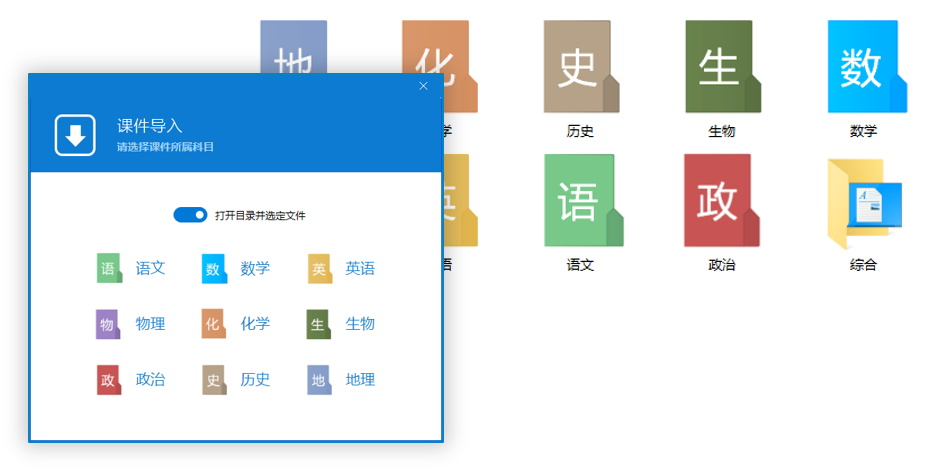 地 化 史 生 数
学 历史 生物 数学
课件导入
请选择课件所属科目
英 语 政
语 语文 政治 综合
打开目录并选定文件
语 语文 数 数学 英 英语
物 物理 化 化学 生 生物
政 政治 史 历史 地 地理